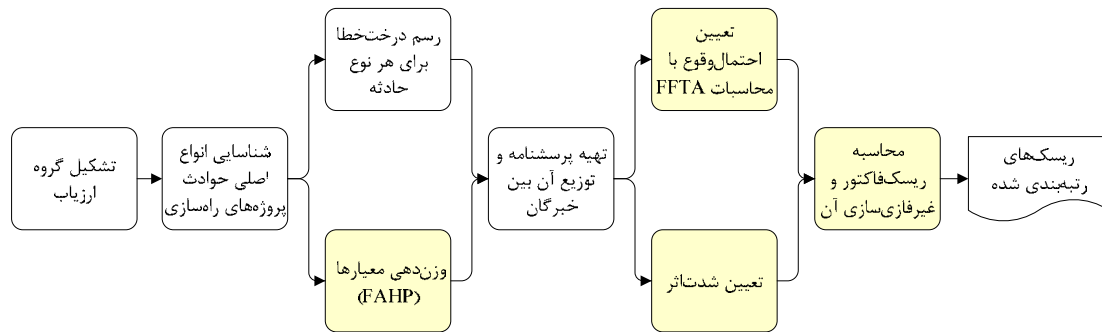 تشکیل گروه
ارزیاب
شناسایی انواع
اصلی حوادث
پروژه‌های راه‌سازی
رسم درخت‌خطا
برای هر نوع
حادثه
وزن‌دهی معیارها
(FAHP)
تهیه پرسشنامه و
توزیع آن بین
خبرگان
تعیین
احتمال‌وقوع با
محاسبات FFTA
تعیین شدت‌اثر
محاسبه
ریسک‌فاکتور و
غیرفازی‌سازی آن
ریسک‌های
رتبه‌بندی شده